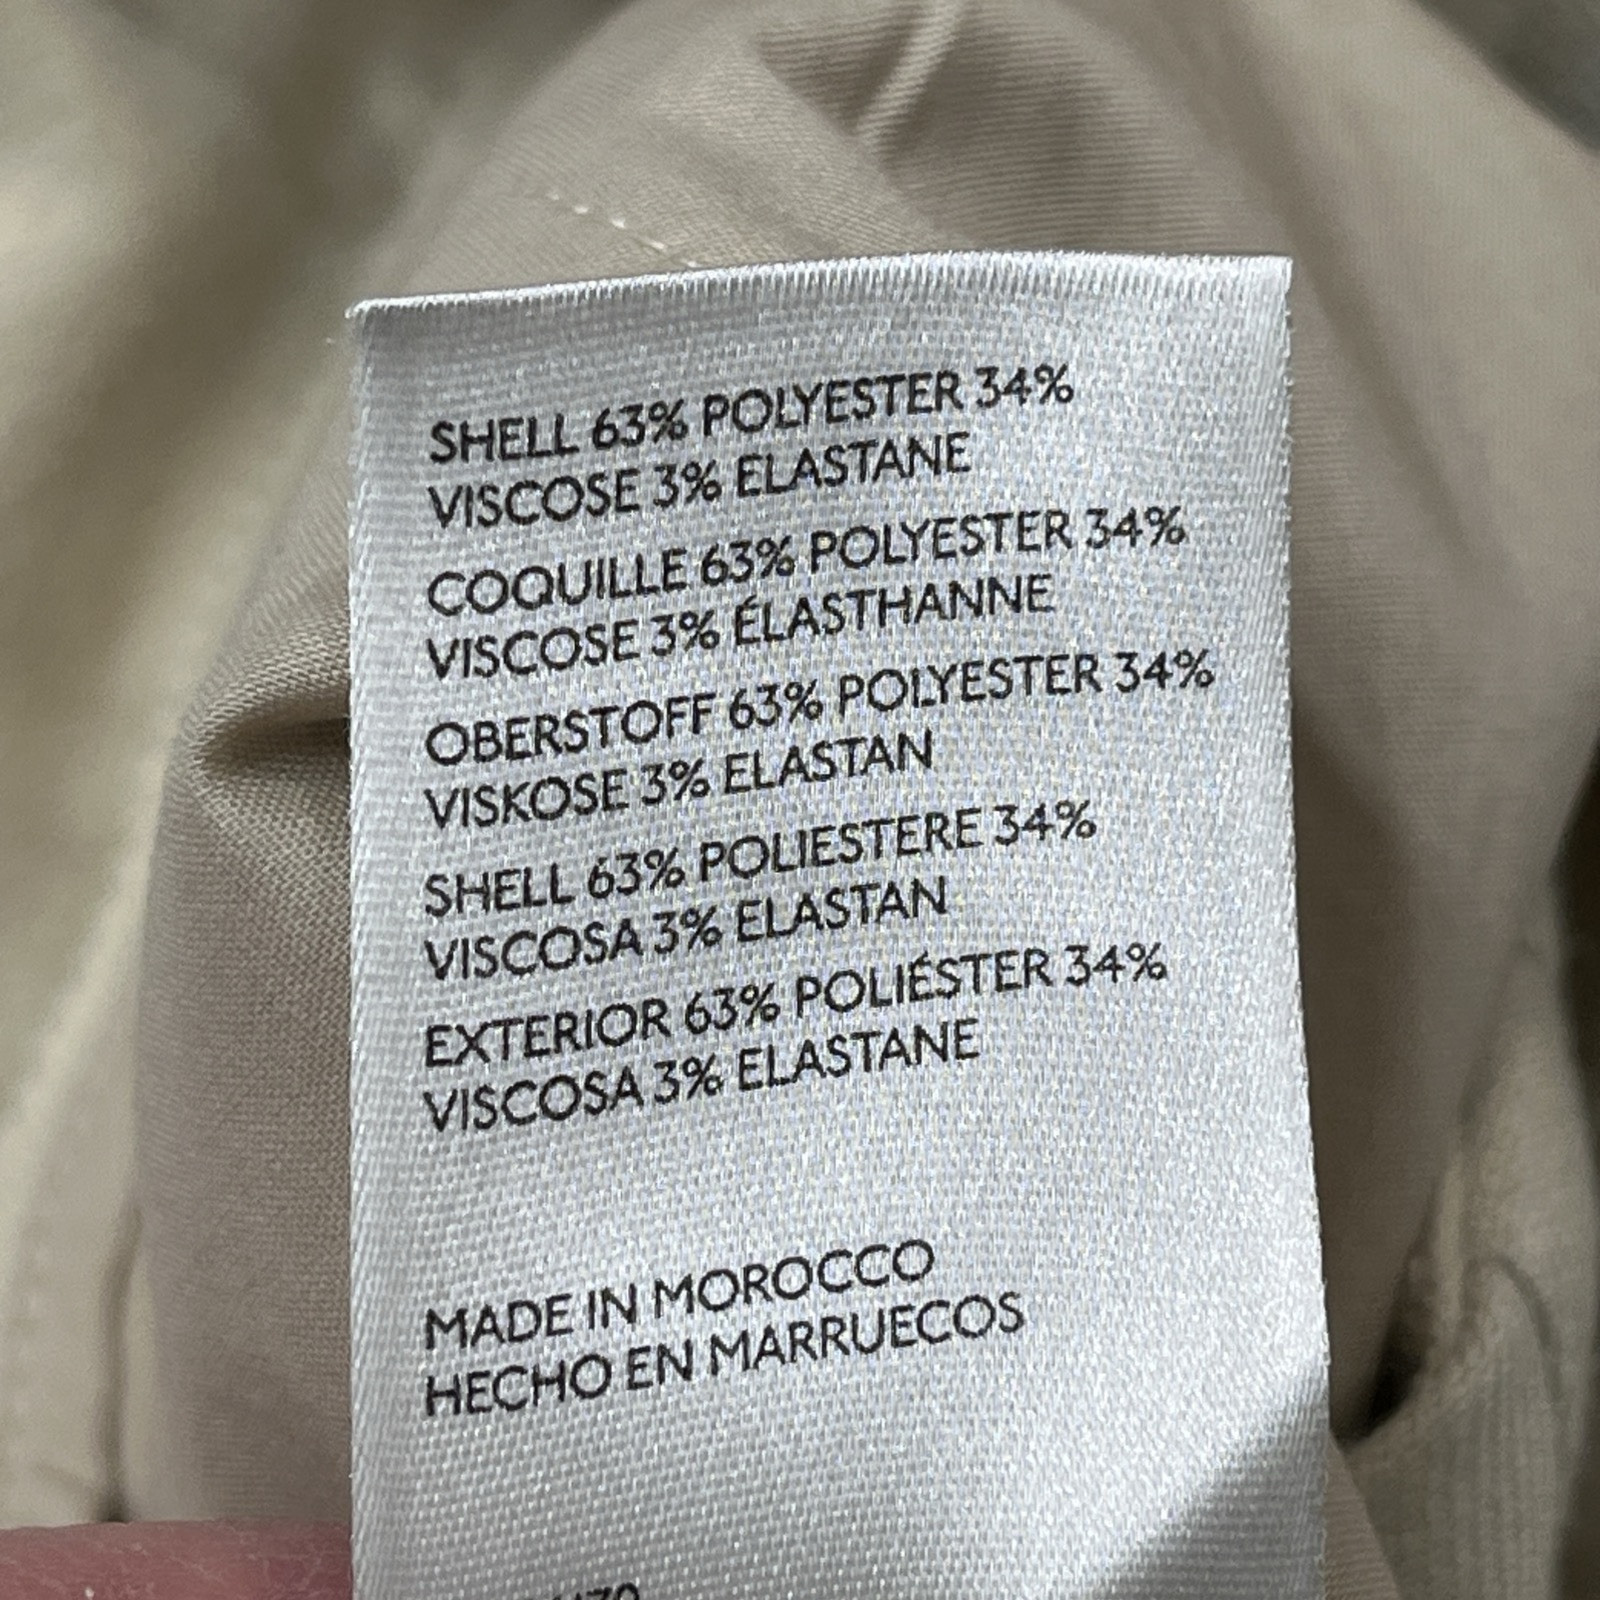 SHELL 63% POLYESTER 34%
VISCOSE 3% ELASTANE
COQUILLE 63% POLYESTER 34%
VISCOSE 3% ÉLASTHANNE
OBERSTOFF 63% POLYESTER 34%
VISKOSE 3% ELASTAN
SHELL 63% POLIESTERE 34%
VISCOSA 3% ELASTAN
EXTERIOR 63% POLIÉSTER 34%
VISCOSA 3% ELASTANE
MADE IN MOROCCO
HECHO EN MARRUECOS